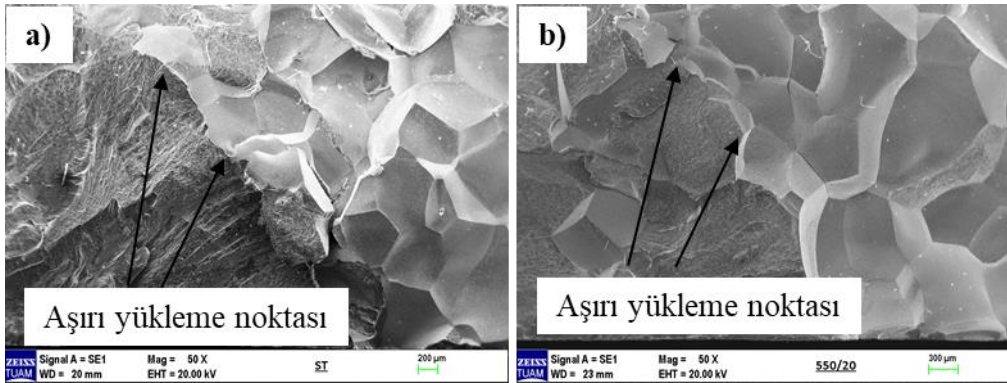 a)
Aşırı yükleme noktası
ZEISS
TUAM
Signal A = SE1
WD = 20 mm
Mag = 50 X
EHT = 20.00 kV
ST
200 µm
b)
Aşırı yükleme noktası
ZEISS
TUAM
Signal A = SE1
WD = 23 mm
Mag = 50 X
EHT = 20.00 kV
550/20
300 µm